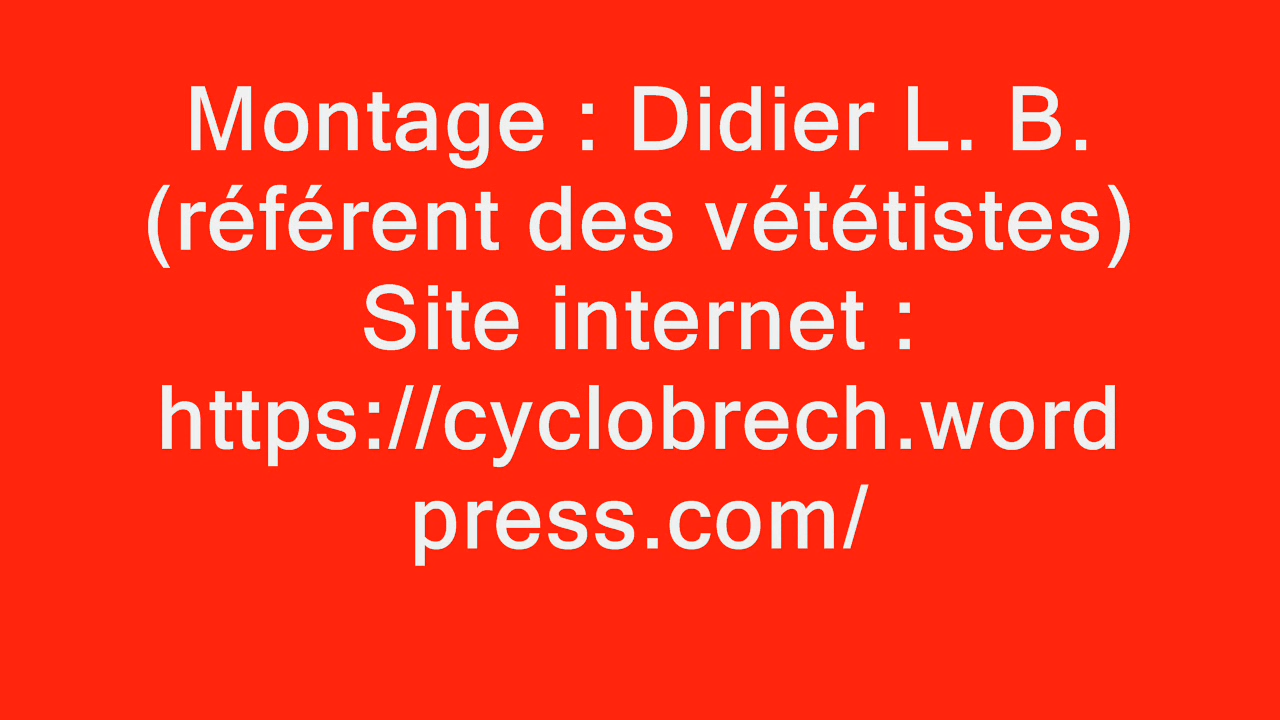 Montage : Didier L. B.
(référent des vététistes)
Site internet :
https://cyclobrech.word
press.com/